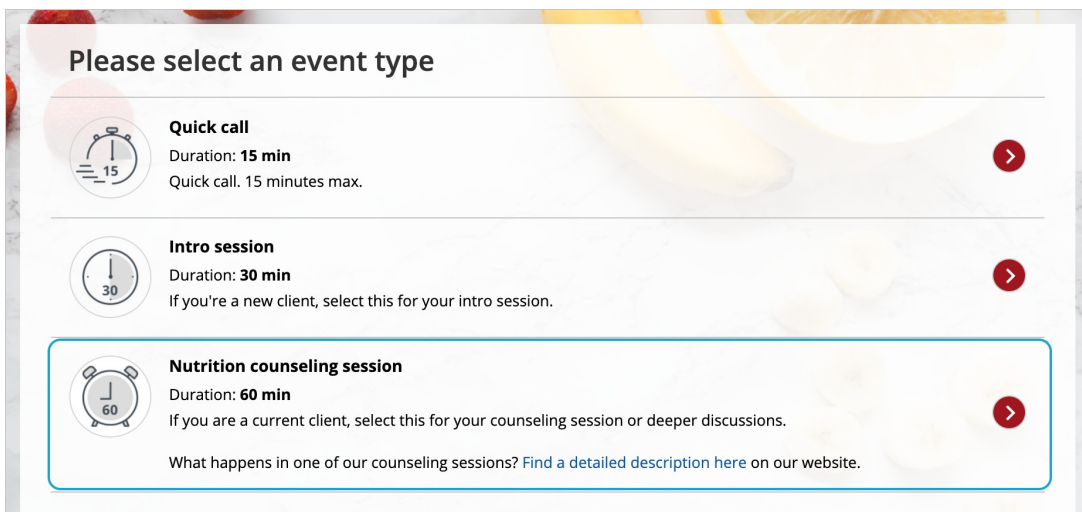 Please select an event type
Quick call
15
Duration: 15 min
Quick call. 15 minutes max.
Intro session
30
Duration: 30 min
If you're a new client, select this for your intro session.
Nutrition counseling session
60
Duration: 60 min
If you are a current client, select this for your counseling session or deeper discussions.
What happens in one of our counseling sessions? Find a detailed description here on our website.